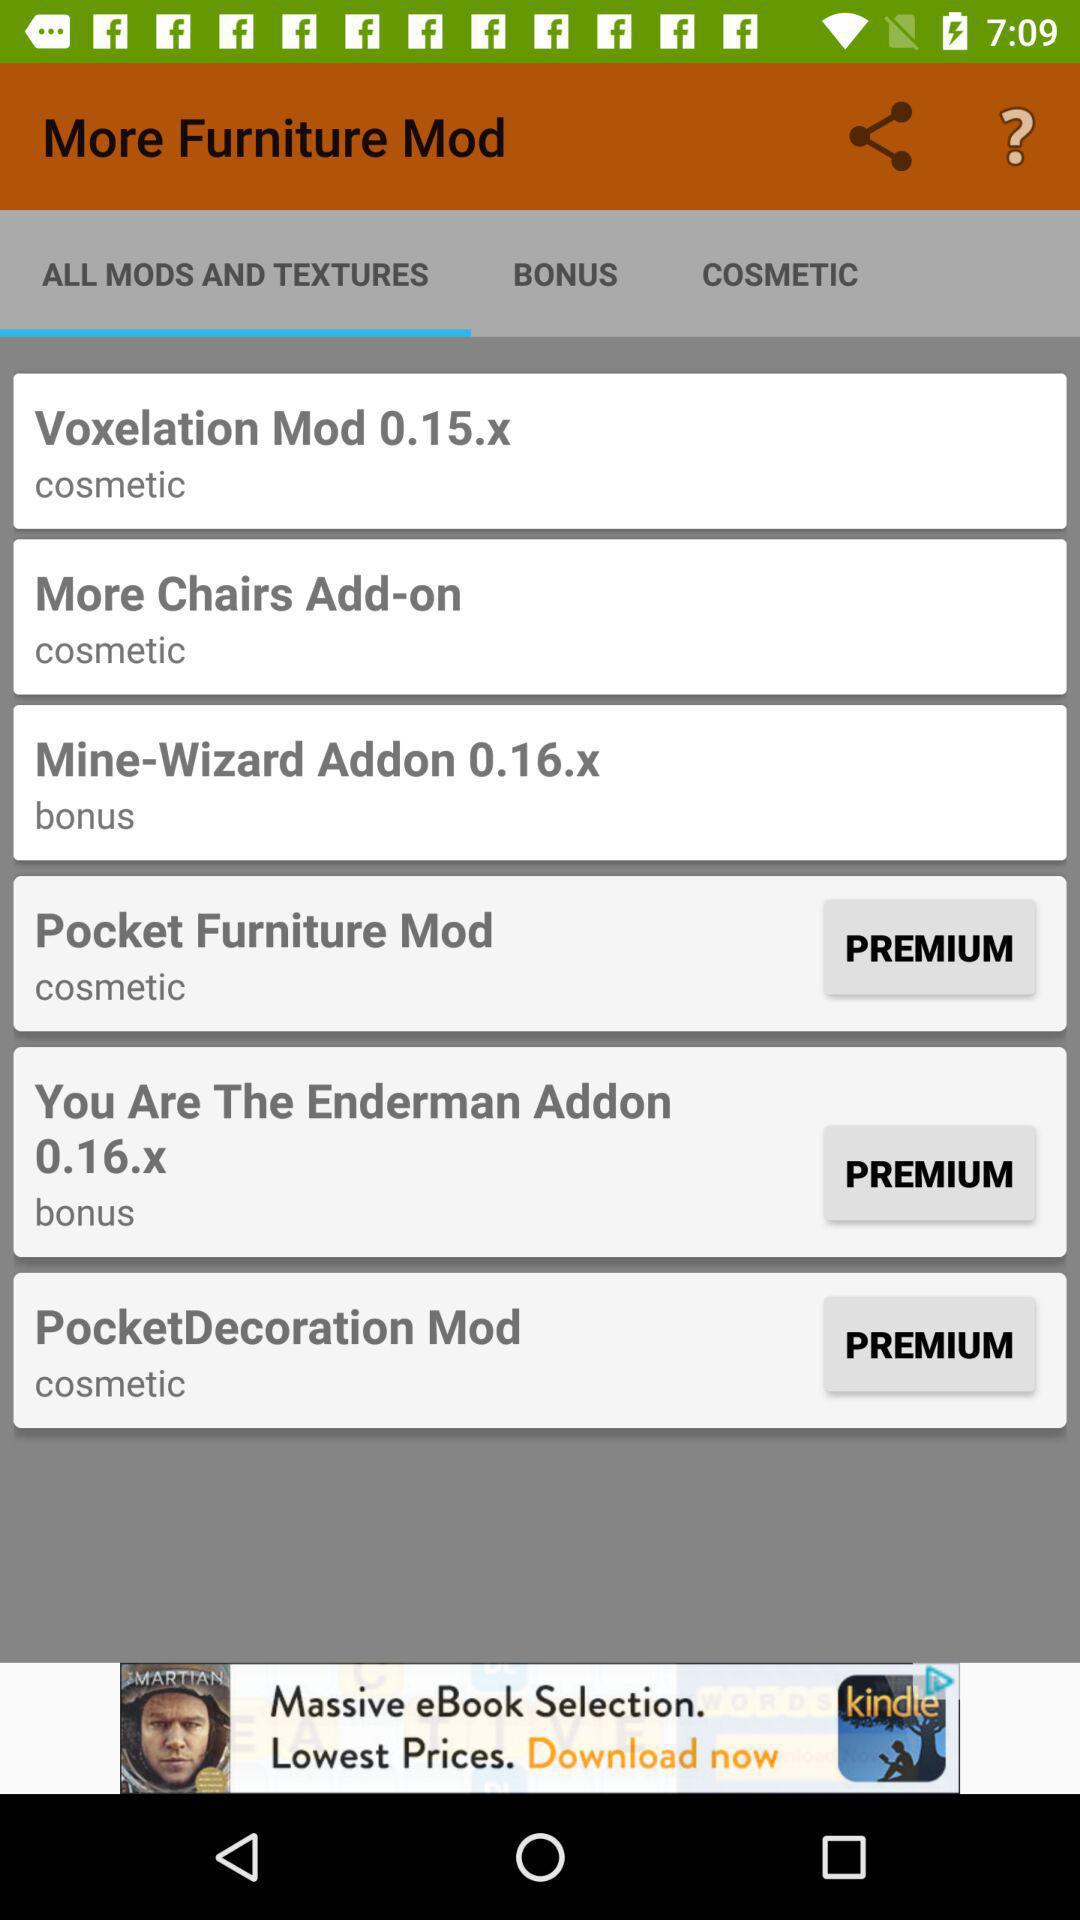 7:09
More Furniture Mod
ALL MODS AND TEXTURES BONUS COSMETIC
Voxelation Mod 0.15.x
cosmetic
More Chairs Add-on
cosmetic
Mine-Wizard Addon 0.16.x
bonus
Pocket Furniture Mod
cosmetic
PREMIUM
You Are The Enderman Addon
0.16.x
bonus
PREMIUM
PocketDecoration Mod
cosmetic
PREMIUM
MARTIAN
Massive eBook Selection.
Lowest Prices. Download now
kindle